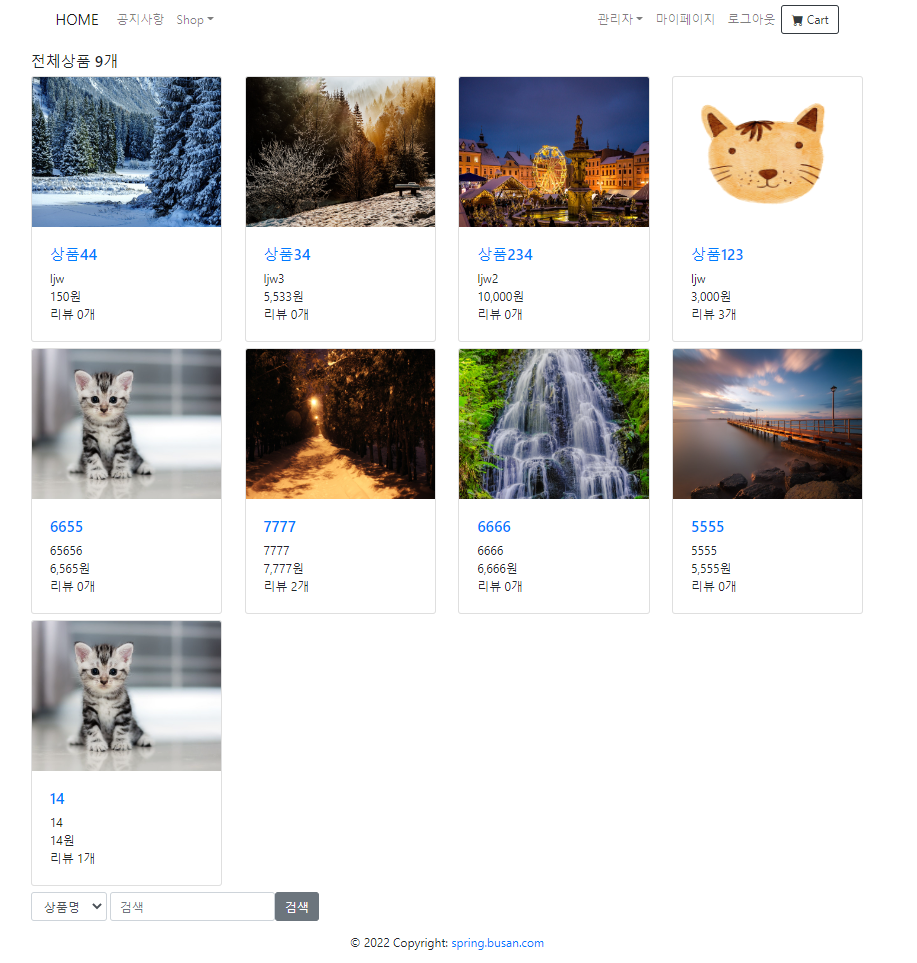 HOME 공지사항 Shop 관리자 마이페이지 로그아웃 Cart
전체상품 9개
상품44
ljw
150원
리뷰 0개
상품34
ljw3
5,533원
리뷰 0개
상품234
ljw2
10,000원
리뷰 0개
상품123
ljw
3,000원
리뷰 3개
6655
65656
6,565원
리뷰 0개
7777
7777
7,777원
리뷰 2개
6666
6666
6,666원
리뷰 0개
5555
5555
5,555원
리뷰 0개
14
14
14원
리뷰 1개
상품명 검색 검색
© 2022 Copyright: spring.busan.com